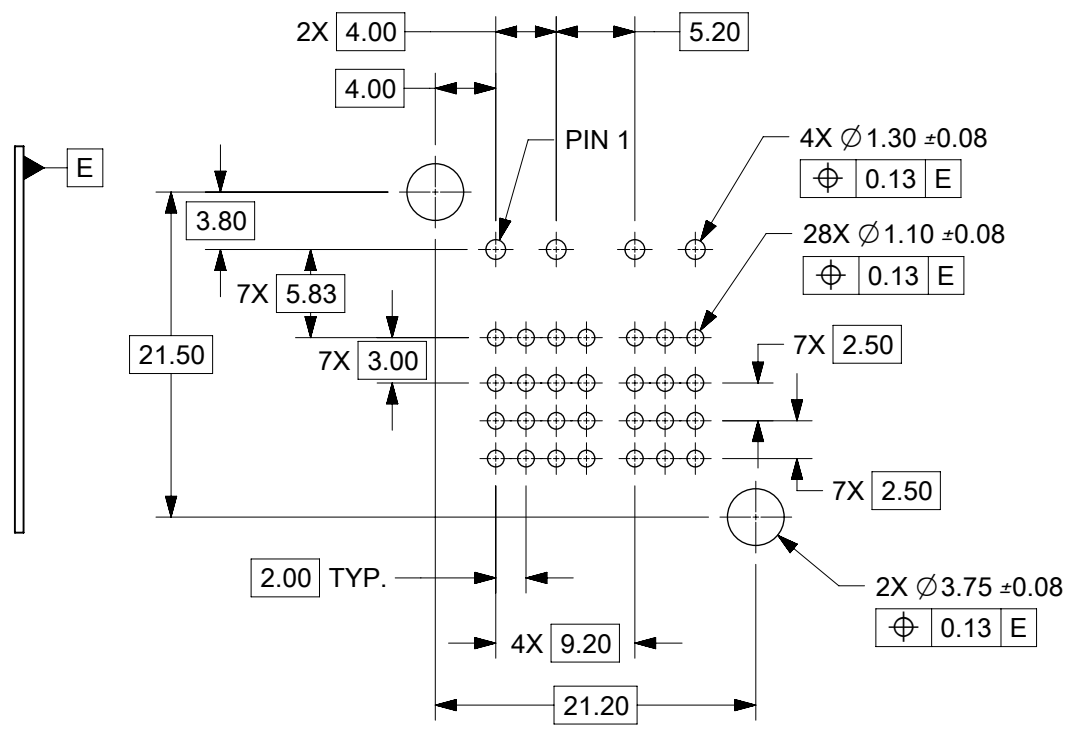 2X 4.00
5.20
4.00
PIN 1
4X ∅1.30 ±0.08
⌖ 0.13 E
E
3.80
28X ∅1.10 ±0.08
⌖ 0.13 E
7X 5.83
21.50
7X 3.00
7X 2.50
7X 2.50
2.00 TYP.
2X ∅3.75 ±0.08
⌖ 0.13 E
4X 9.20
21.20